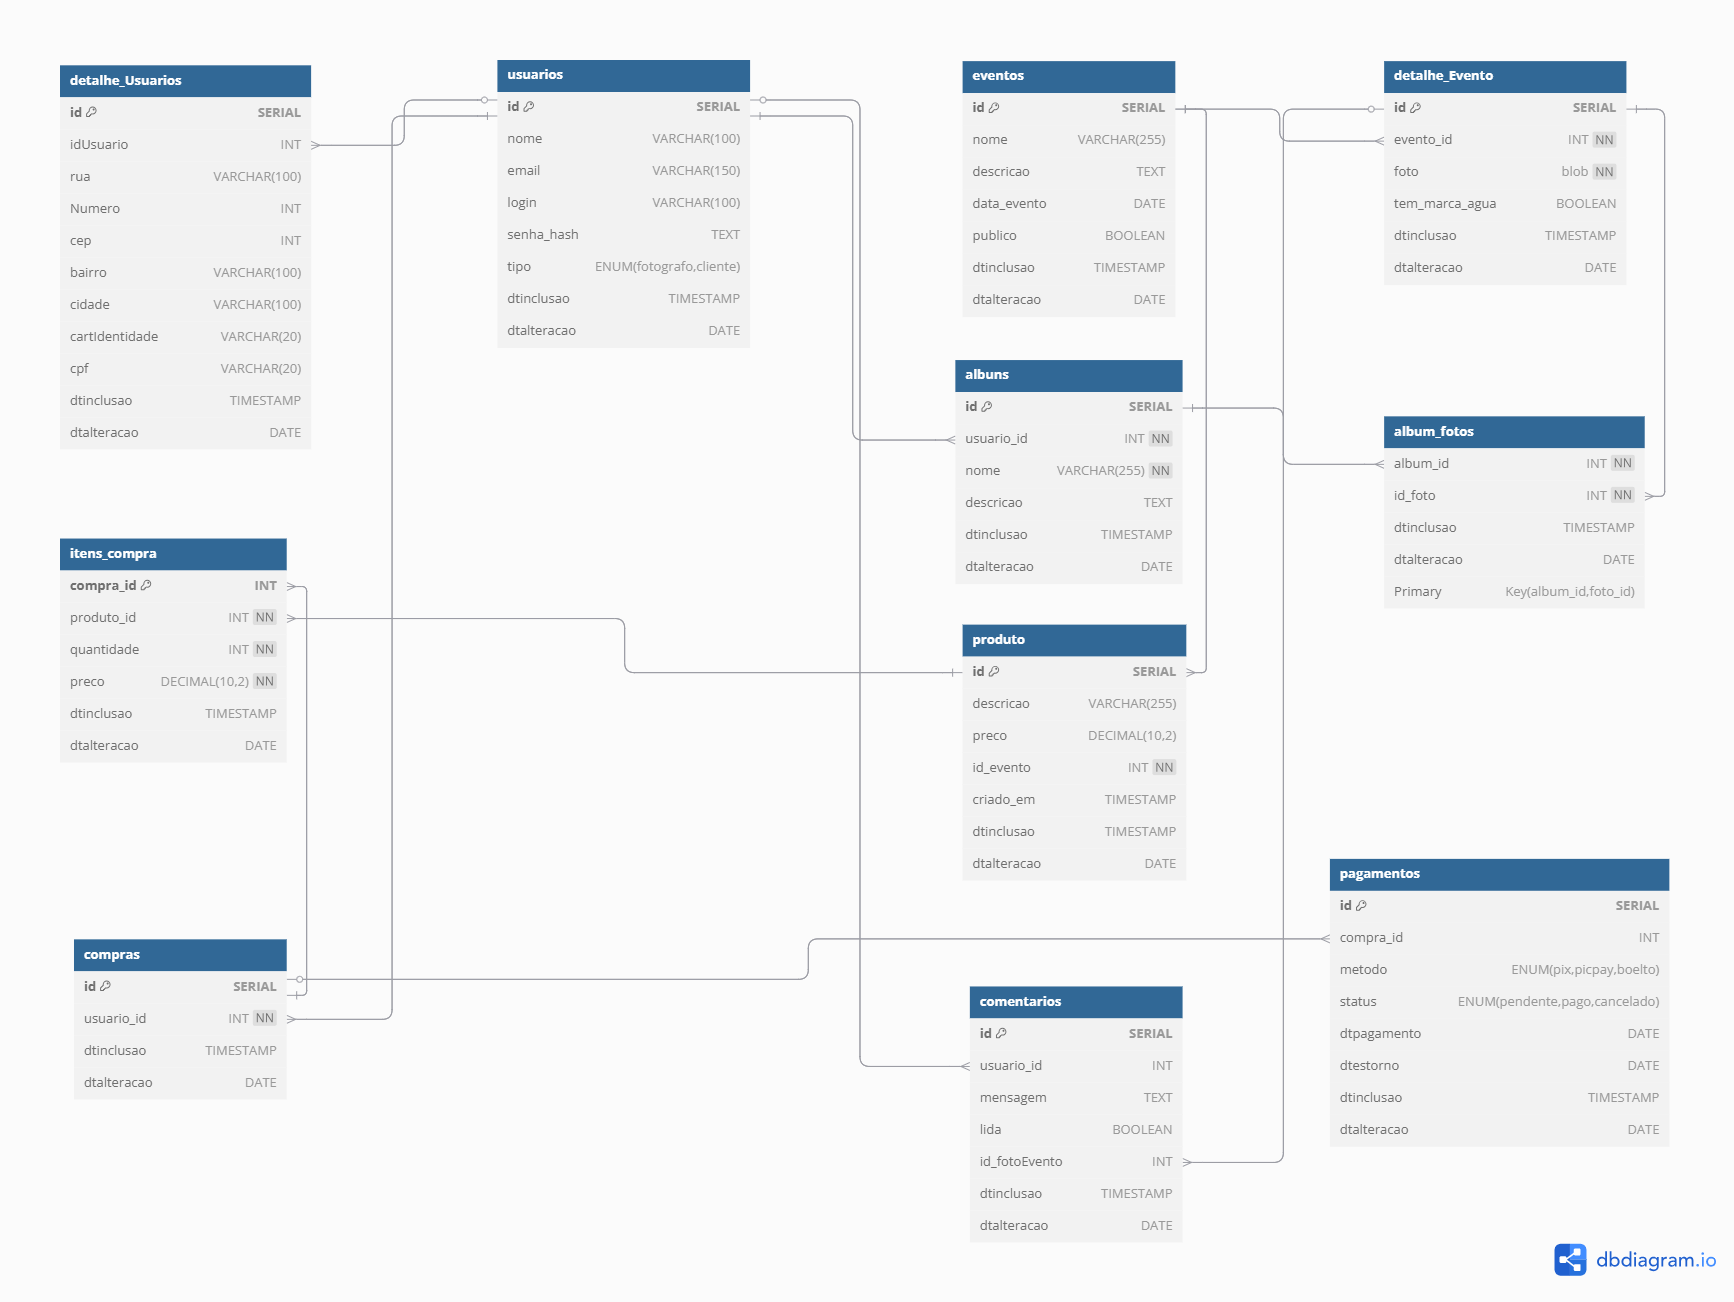 detalhe_Usuarios
id SERIAL
idUsuario INT
rua VARCHAR(100)
Numero INT
cep INT
bairro VARCHAR(100)
cidade VARCHAR(100)
cartIdentidade VARCHAR(20)
cpf VARCHAR(20)
dtinclusao TIMESTAMP
dtalteracao DATE
usuarios
id SERIAL
nome VARCHAR(100)
email VARCHAR(150)
login VARCHAR(100)
senha_hash TEXT
tipo ENUM(fotografo,cliente)
dtinclusao TIMESTAMP
dtalteracao DATE
eventos
id SERIAL
nome VARCHAR(255)
descricao TEXT
data_evento DATE
publico BOOLEAN
dtinclusao TIMESTAMP
dtalteracao DATE
detalhe_Evento
id SERIAL
evento_id INT NN
foto blob NN
tem_marca_agua BOOLEAN
dtinclusao TIMESTAMP
dtalteracao DATE
albuns
id SERIAL
usuario_id INT NN
nome VARCHAR(255) NN
descricao TEXT
dtinclusao TIMESTAMP
dtalteracao DATE
album_fotos
album_id INT NN
id_foto INT NN
dtinclusao TIMESTAMP
dtalteracao DATE
Primary Key(album_id,foto_id)
itens_compra
compra_id INT
produto_id INT NN
quantidade INT NN
preco DECIMAL(10,2) NN
dtinclusao TIMESTAMP
dtalteracao DATE
produto
id SERIAL
descricao VARCHAR(255)
preco DECIMAL(10,2)
id_evento INT NN
criado_em TIMESTAMP
dtinclusao TIMESTAMP
dtalteracao DATE
pagamentos
id SERIAL
compra_id INT
metodo ENUM(pix,picpay,boelto)
status ENUM(pendente,pago,cancelado)
dtpagamento DATE
dtestorno DATE
dtinclusao TIMESTAMP
dtalteracao DATE
compras
id SERIAL
usuario_id INT NN
dtinclusao TIMESTAMP
dtalteracao DATE
comentarios
id SERIAL
usuario_id INT
mensagem TEXT
lida BOOLEAN
id_fotoEvento INT
dtinclusao TIMESTAMP
dtalteracao DATE
dbdiagram.io